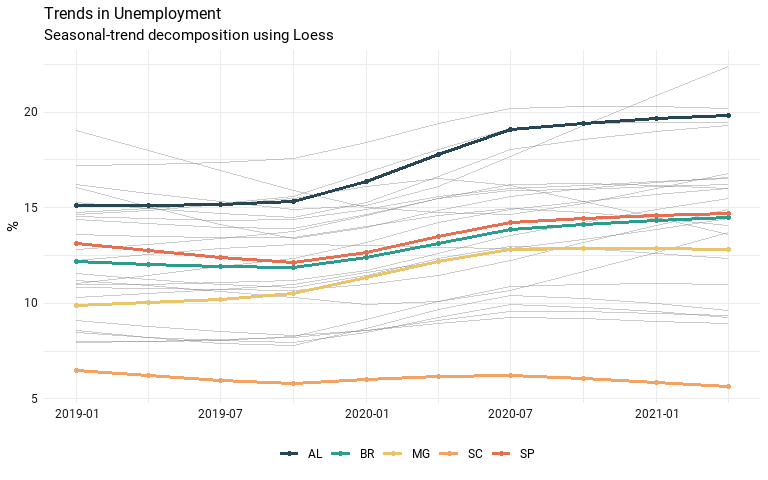 Trends in Unemployment
Seasonal-trend decomposition using Loess
%
20
15
10
5
2019-01 2019-07 2020-01 2020-07 2021-01
AL BR MG SC SP